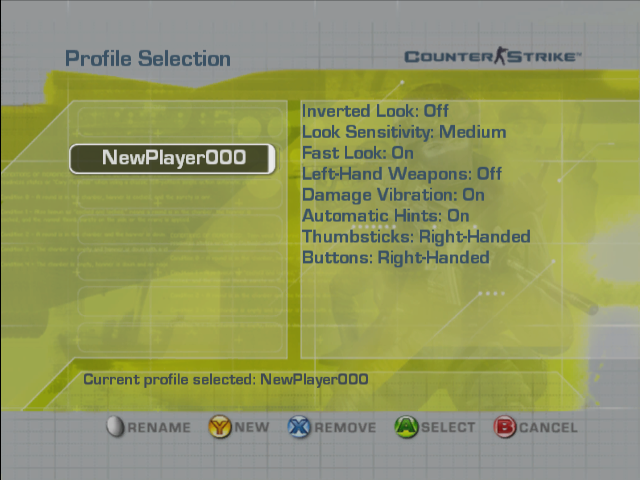 Profile Selection
COUNTER STRIKE™
NewPlayer000
Inverted Look: Off
Look Sensitivity: Medium
Fast Look: On
Left-Hand Weapons: Off
Damage Vibration: On
Automatic Hints: On
Thumbsticks: Right-Handed
Buttons: Right-Handed
Current profile selected: NewPlayer000
RENAME Y NEW X REMOVE A SELECT B CANCEL